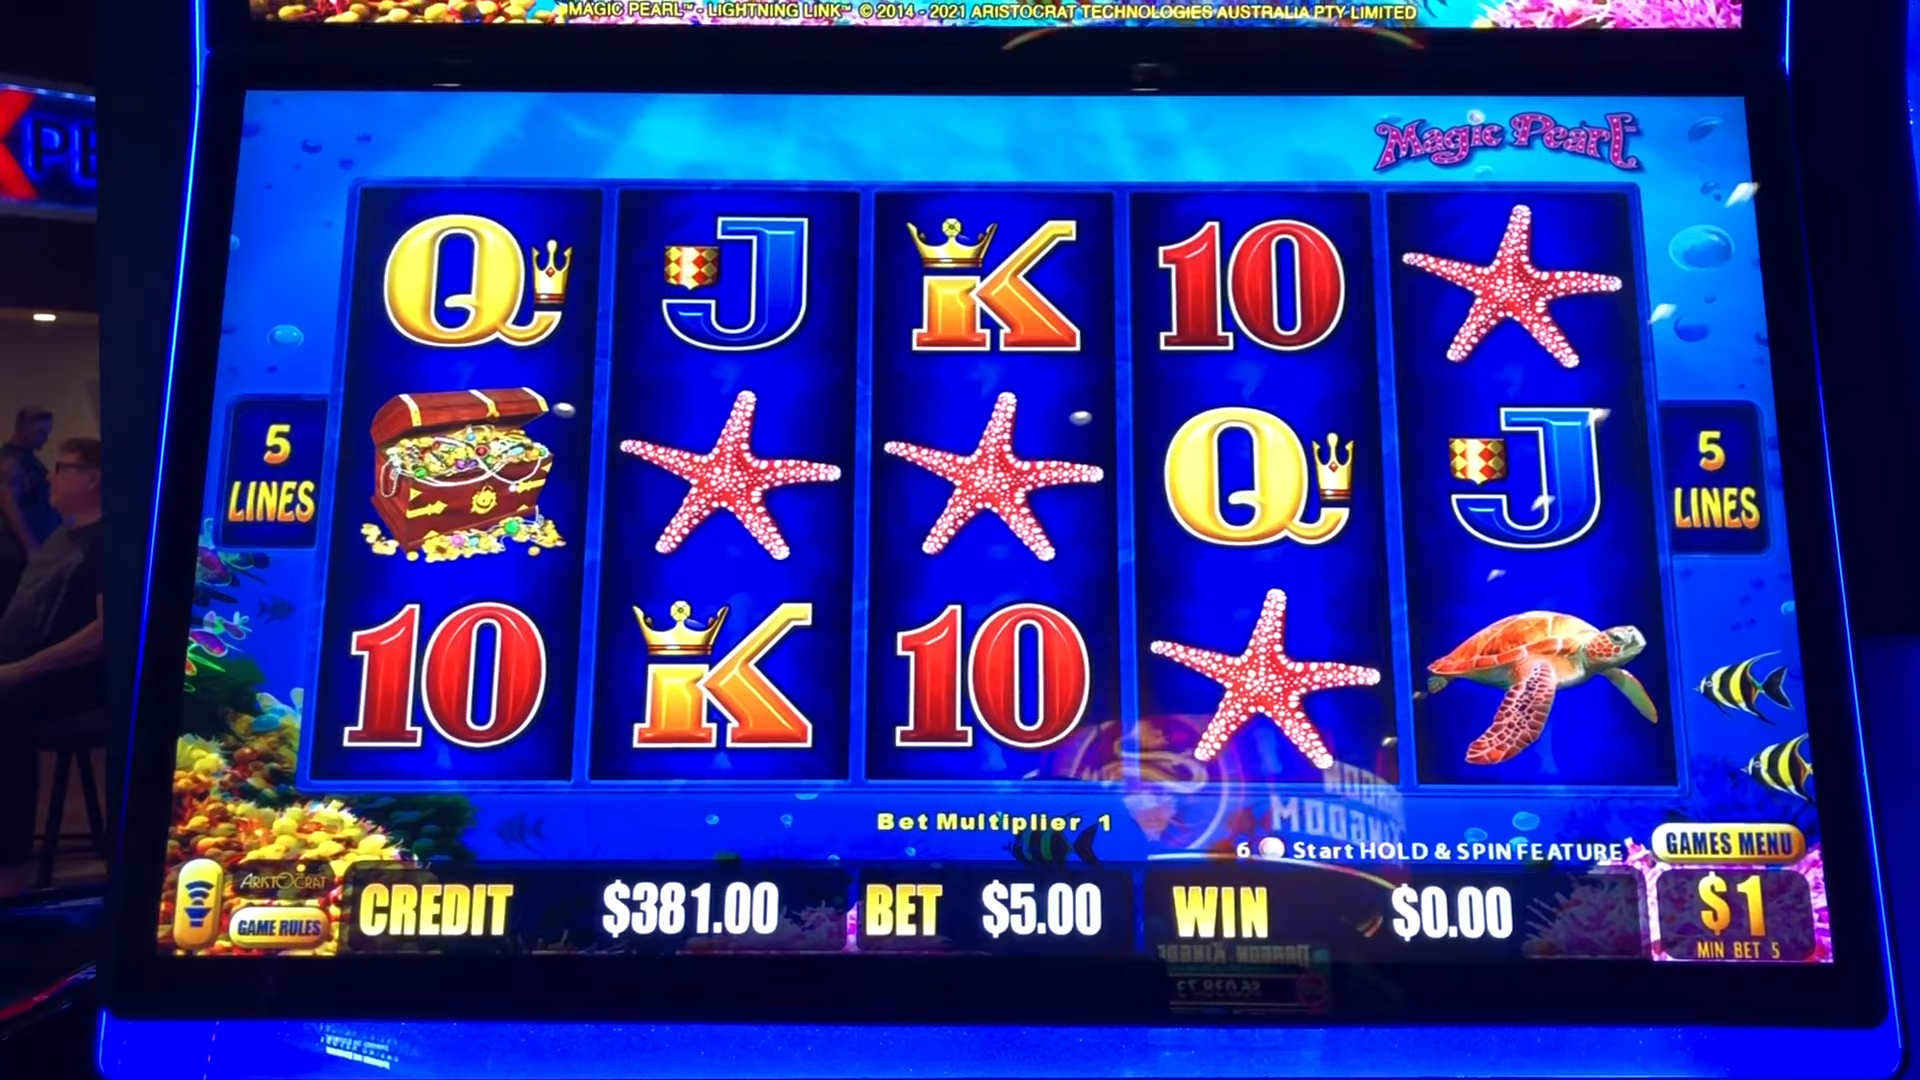 MAGIC PEARL™ - LIGHTNING LINK™ © 2014 - 2021 ARISTOCRAT TECHNOLOGIES AUSTRALIA PTY LIMITED
Magic Pearl
Q J K 10
5 LINES
Q J
5 LINES
10 K 10
Bet Multiplier 1
6 Start HOLD & SPIN FEATURE
GAMES MENU
ARISTOCRAT
GAME RULES
CREDIT $381.00 BET $5.00 WIN $0.00
$1
MIN BET 5